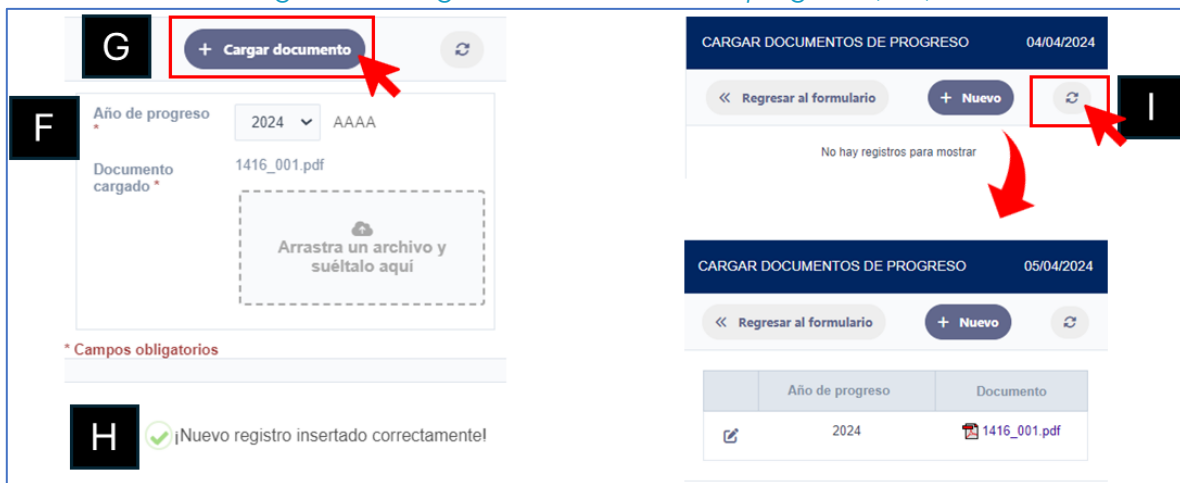 G
+ Cargar documento
F
Año de progreso
*
2024
AAAA
Documento
cargado *
1416_001.pdf
Arrastra un archivo y
suéltalo aquí
* Campos obligatorios
H
¡Nuevo registro insertado correctamente!
CARGAR DOCUMENTOS DE PROGRESO 04/04/2024
Regresar al formulario
+ Nuevo
I
No hay registros para mostrar
CARGAR DOCUMENTOS DE PROGRESO 05/04/2024
Regresar al formulario
+ Nuevo
Año de progreso Documento
2024 1416_001.pdf